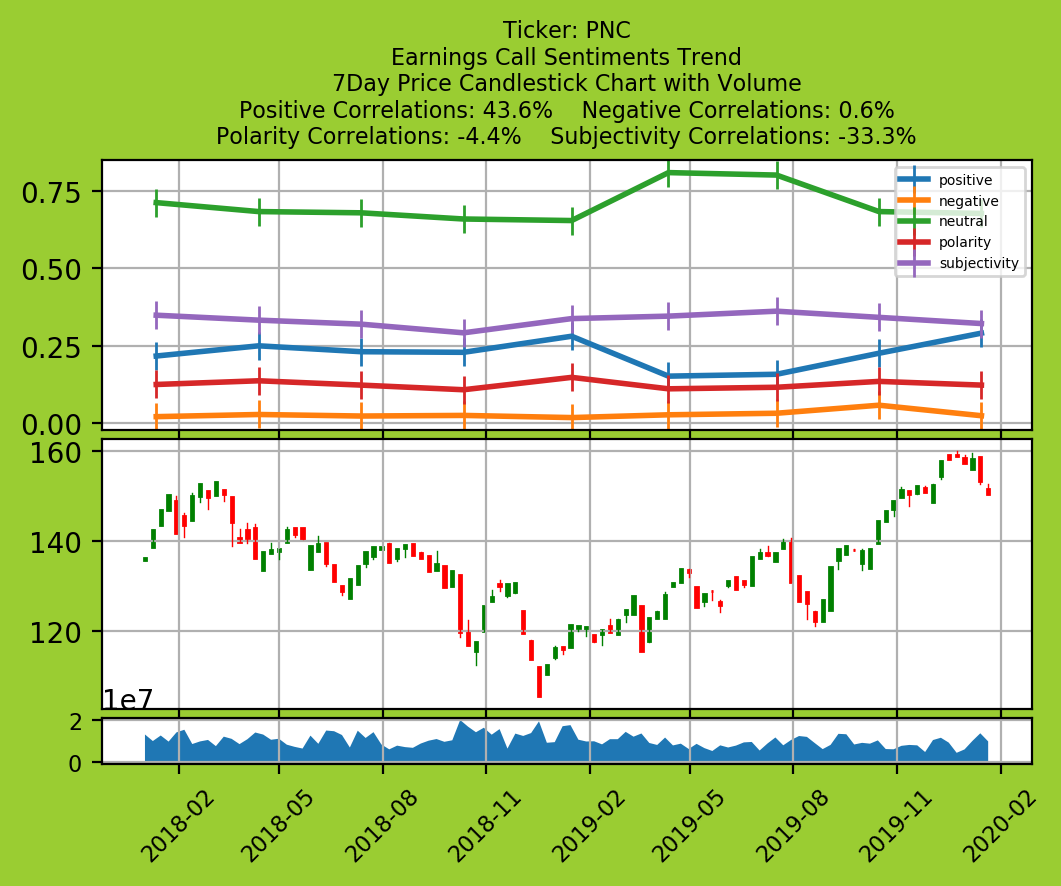 Ticker: PNC
Earnings Call Sentiments Trend
7Day Price Candlestick Chart with Volume
Positive Correlations: 43.6%    Negative Correlations: 0.6%
Polarity Correlations: -4.4%    Subjectivity Correlations: -33.3%
0.75
0.50
0.25
0.00
positive
negative
neutral
polarity
subjectivity
160
140
120
1e7
2
0
2018-02
2018-05
2018-08
2018-11
2019-02
2019-05
2019-08
2019-11
2020-02